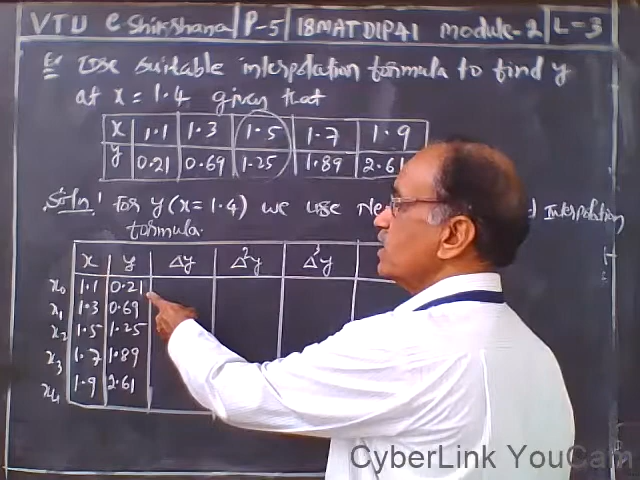 VTU e Shikshana P-5 18MATDIP41 module-2 L-3
Ex Use suitable interpolation formula to find y
at x = 1.4 given that
x 1.1 1.3 1.5 1.7 1.9
y 0.21 0.69 1.25 1.89 2.61
Soln: For y(x=1.4) we use Ne d Interpolation
formula.
x y Δy Δ²y Δ³y
x₀ 1.1 0.21
x₁ 1.3 0.69
x₂ 1.5 1.25
x₃ 1.7 1.89
x₄ 1.9 2.61
CyberLink YouCam